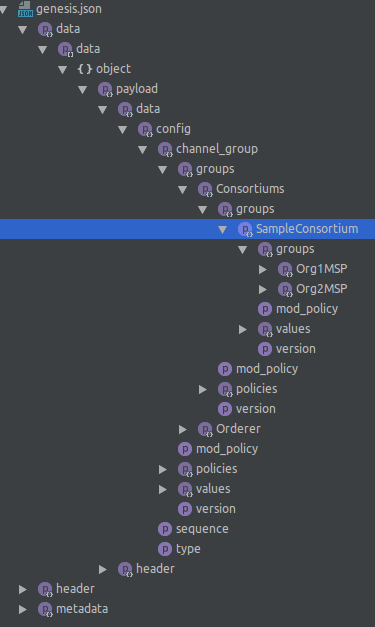 genesis.json
data
data
object
payload
data
config
channel_group
groups
Consortiums
groups
SampleConsortium
groups
Org1MSP
Org2MSP
mod_policy
values
version
mod_policy
policies
version
Orderer
mod_policy
policies
values
version
sequence
type
header
header
metadata